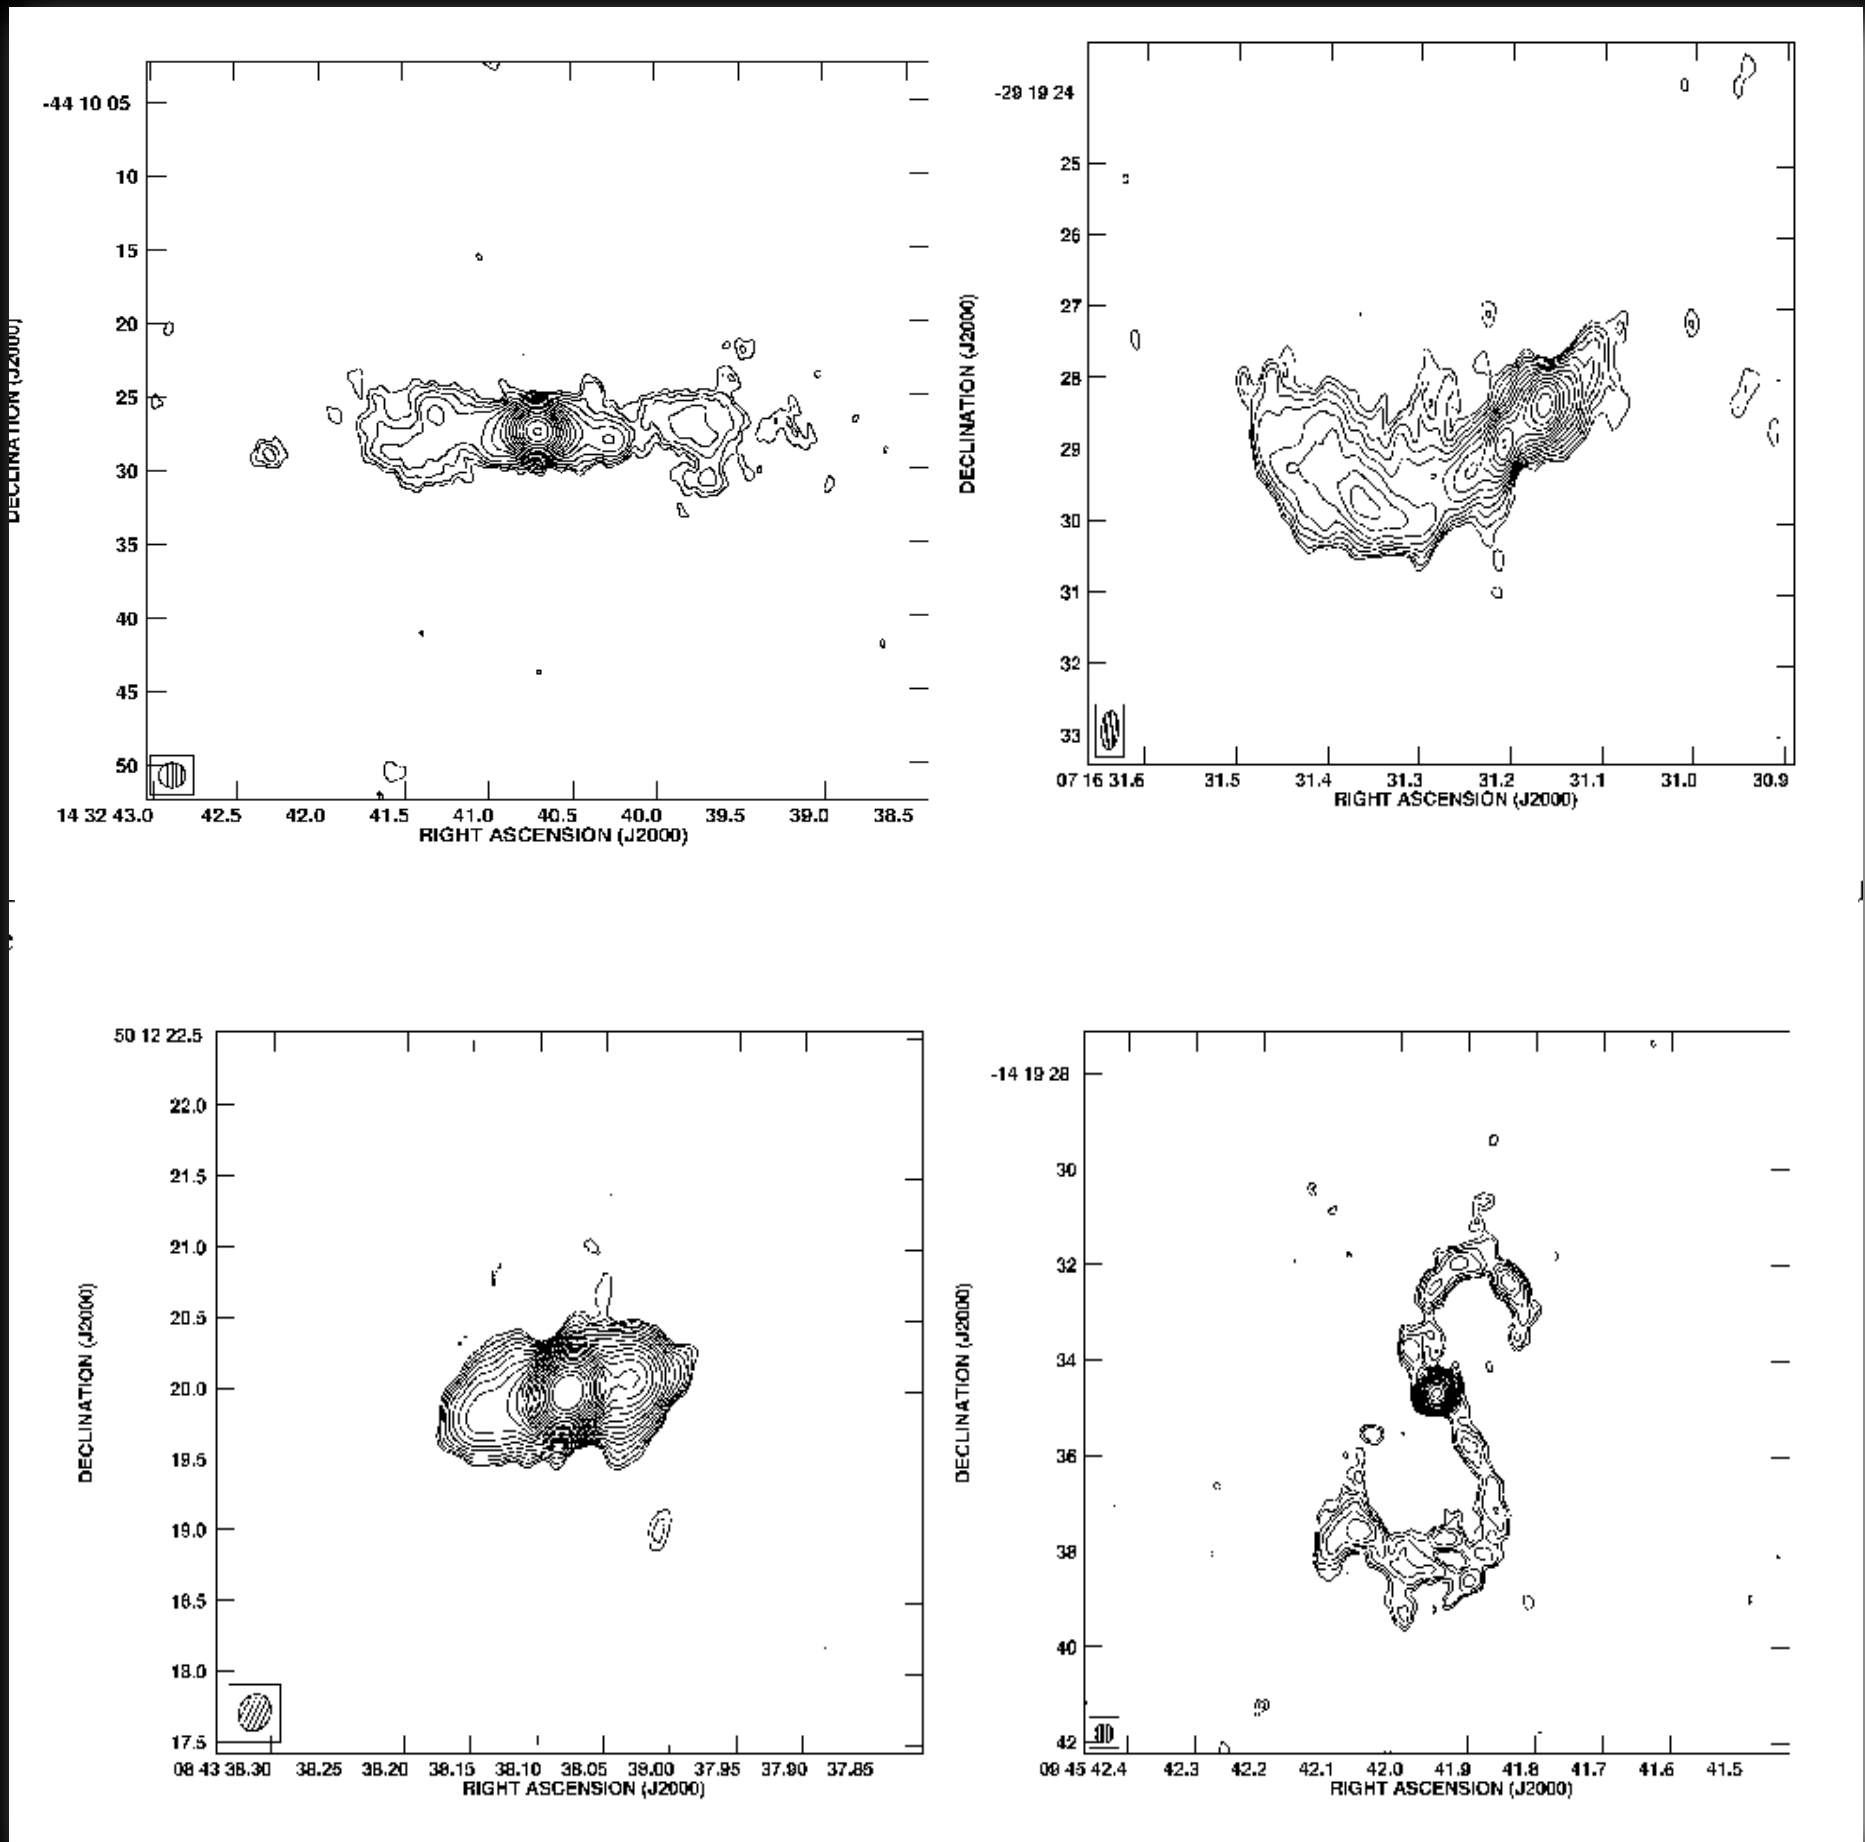 -44 10 05
10
15
20
25
30
35
40
45
50
DECLINATION (J2000)
14 32 43.0 42.5 42.0 41.5 41.0 40.5 40.0 39.5 39.0 38.5
RIGHT ASCENSION (J2000)
-29 19 24
25
26
27
28
29
30
31
32
33
DECLINATION (J2000)
07 16 31.6 31.5 31.4 31.3 31.2 31.1 31.0 30.9
RIGHT ASCENSION (J2000)
50 12 22.5
22.0
21.5
21.0
20.5
20.0
19.5
19.0
18.5
18.0
17.5
DECLINATION (J2000)
08 43 38.30 38.25 38.20 38.15 38.10 38.05 38.00 37.95 37.90 37.85
RIGHT ASCENSION (J2000)
-14 19 28
30
32
34
36
38
40
42
DECLINATION (J2000)
09 45 42.4 42.3 42.2 42.1 42.0 41.9 41.8 41.7 41.6 41.5
RIGHT ASCENSION (J2000)